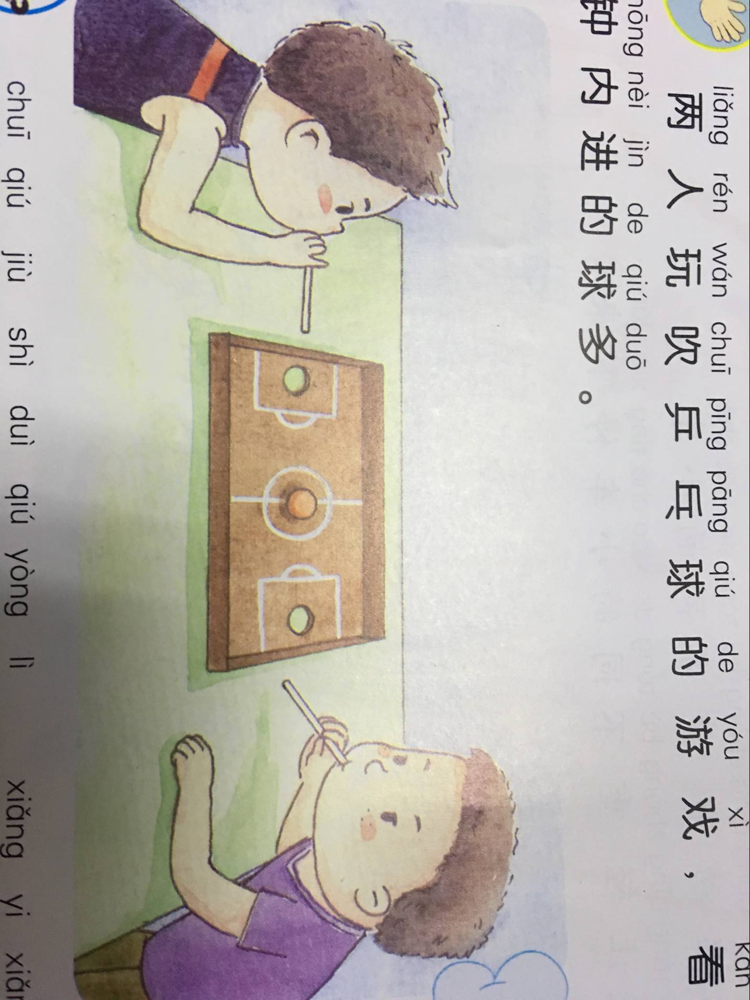 liǎng rén wán chuī pīng pāng qiú de yóu xì kàn
两人玩吹乒乓球的游戏，看
nèi jìn de qiú duō
钟内进的球多。
chuī qiú jiù shì duì qiú yòng lì xiǎng yi